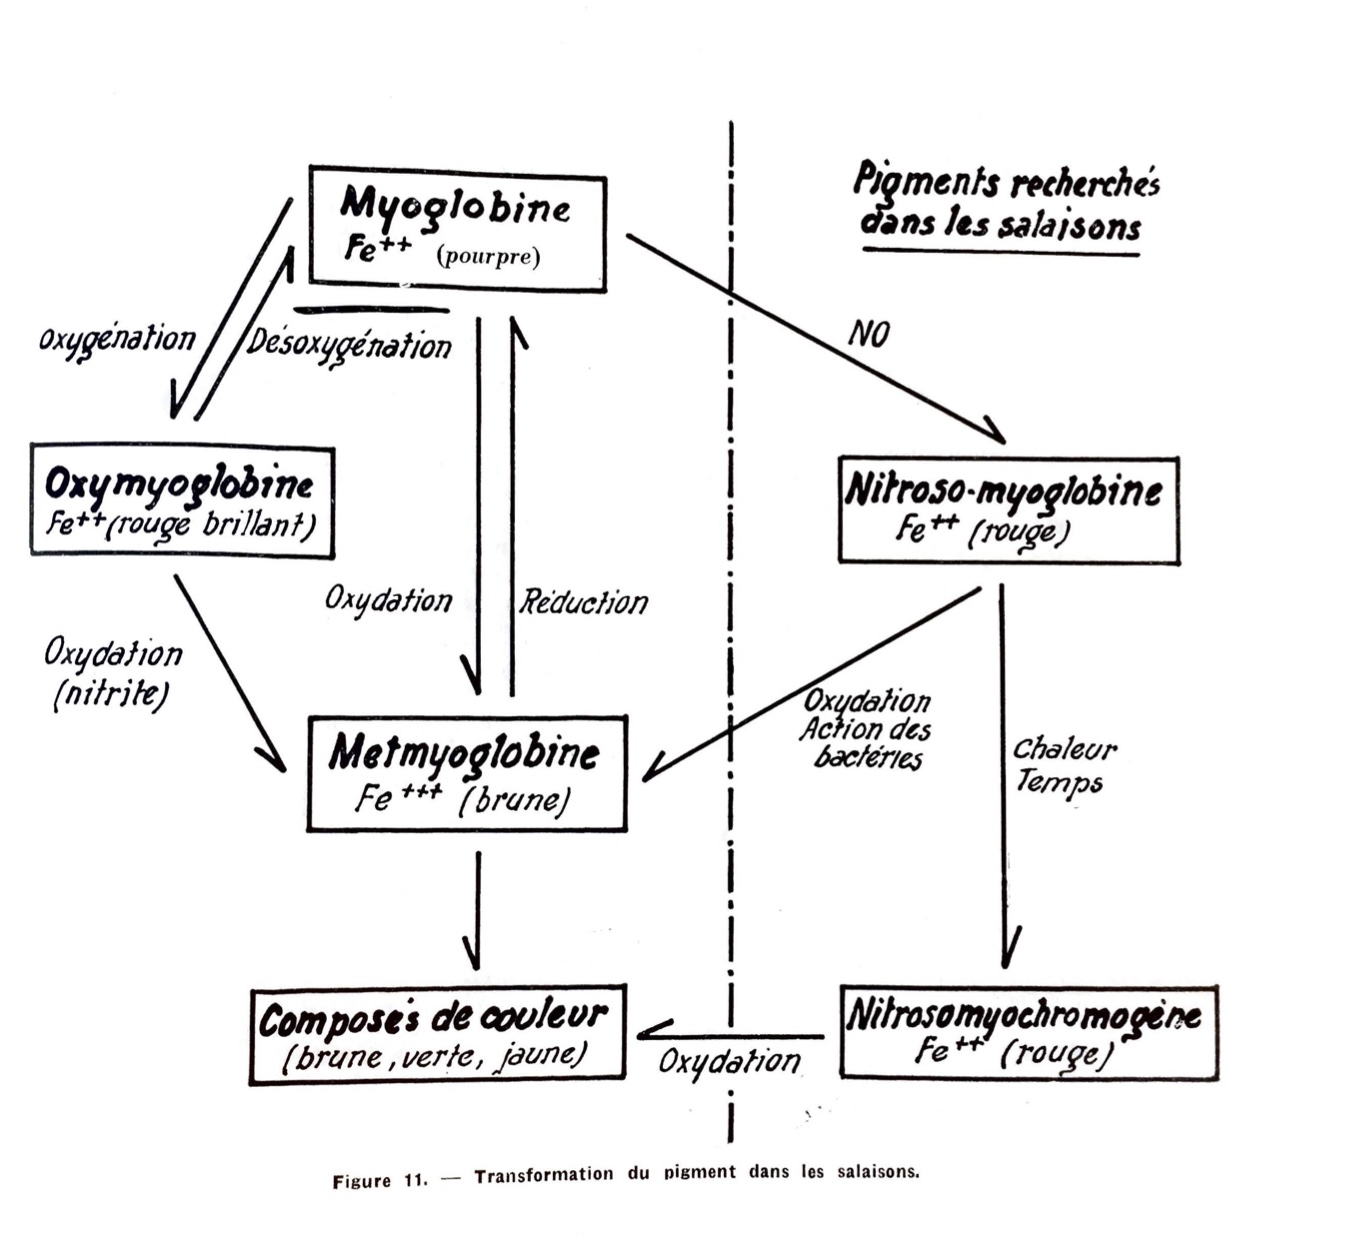 Pigments recherchés
dans les salaisons
Myoglobine
Fe++ (pourpre)
NO
oxygénation
Désoxygénation
Oxymyoglobine
Fe++ (rouge brillant)
Nitroso-myoglobine
Fe++ (rouge)
Oxydation
Réduction
Oxydation
(nitrite)
Oxydation
Action des
bactéries
Chaleur
Temps
Metmyoglobine
Fe+++ (brune)
Composés de couleur
(brune, verte, jaune)
Oxydation
Nitrosomyochromogène
Fe++ (rouge)
Figure 11. — Transformation du pigment dans les salaisons.